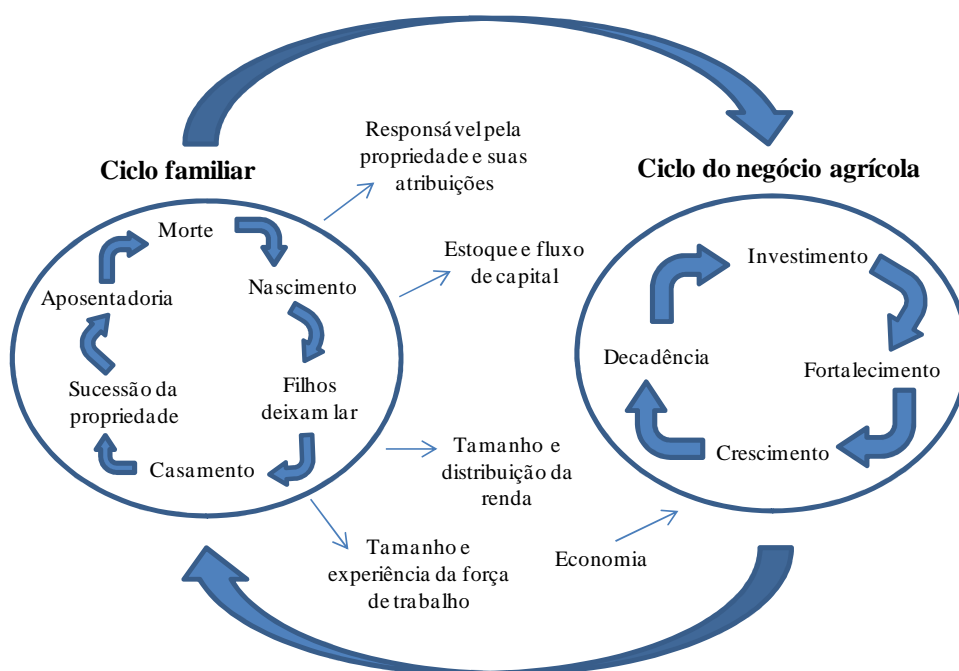 Responsável pela
propriedade e suas
atribuições
Ciclo familiar
Ciclo do negócio agrícola
Morte
Nascimento
Filhos
deixam lar
Casamento
Sucessão da
propriedade
Aposentadoria
Estoque e fluxo
de capital
Tamanho e
distribuição da
renda
Tamanho e
experiência da força
de trabalho
Investimento
Fortalecimento
Crescimento
Decadência
Economia